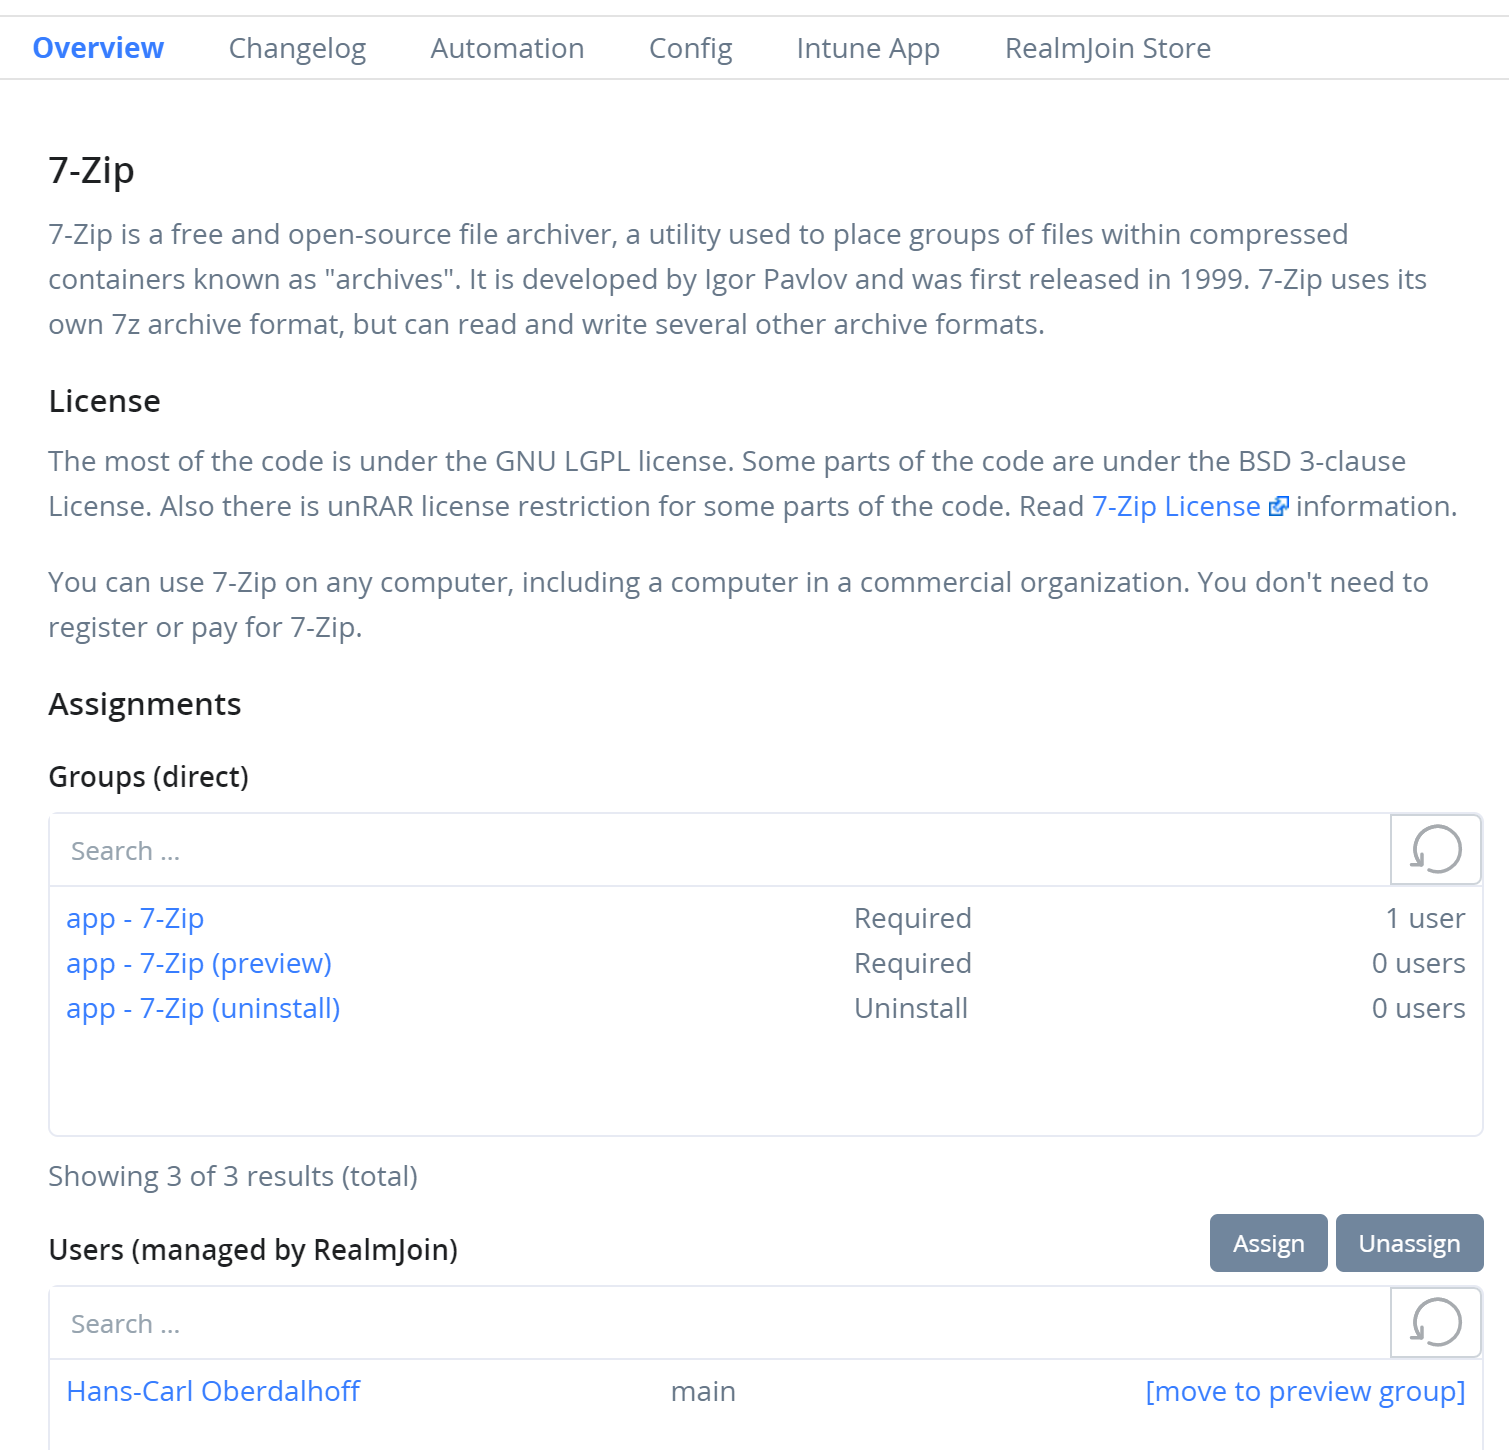 Overview Changelog Automation Config Intune App RealmJoin Store
7-Zip
7-Zip is a free and open-source file archiver, a utility used to place groups of files within compressed
containers known as "archives". It is developed by Igor Pavlov and was first released in 1999. 7-Zip uses its
own 7z archive format, but can read and write several other archive formats.
License
The most of the code is under the GNU LGPL license. Some parts of the code are under the BSD 3-clause
License. Also there is unRAR license restriction for some parts of the code. Read 7-Zip License information.
You can use 7-Zip on any computer, including a computer in a commercial organization. You don't need to
register or pay for 7-Zip.
Assignments
Groups (direct)
Search ...
app - 7-Zip Required 1 user
app - 7-Zip (preview) Required 0 users
app - 7-Zip (uninstall) Uninstall 0 users
Showing 3 of 3 results (total)
Users (managed by RealmJoin) Assign Unassign
Search ...
Hans-Carl Oberdalhoff main [move to preview group]